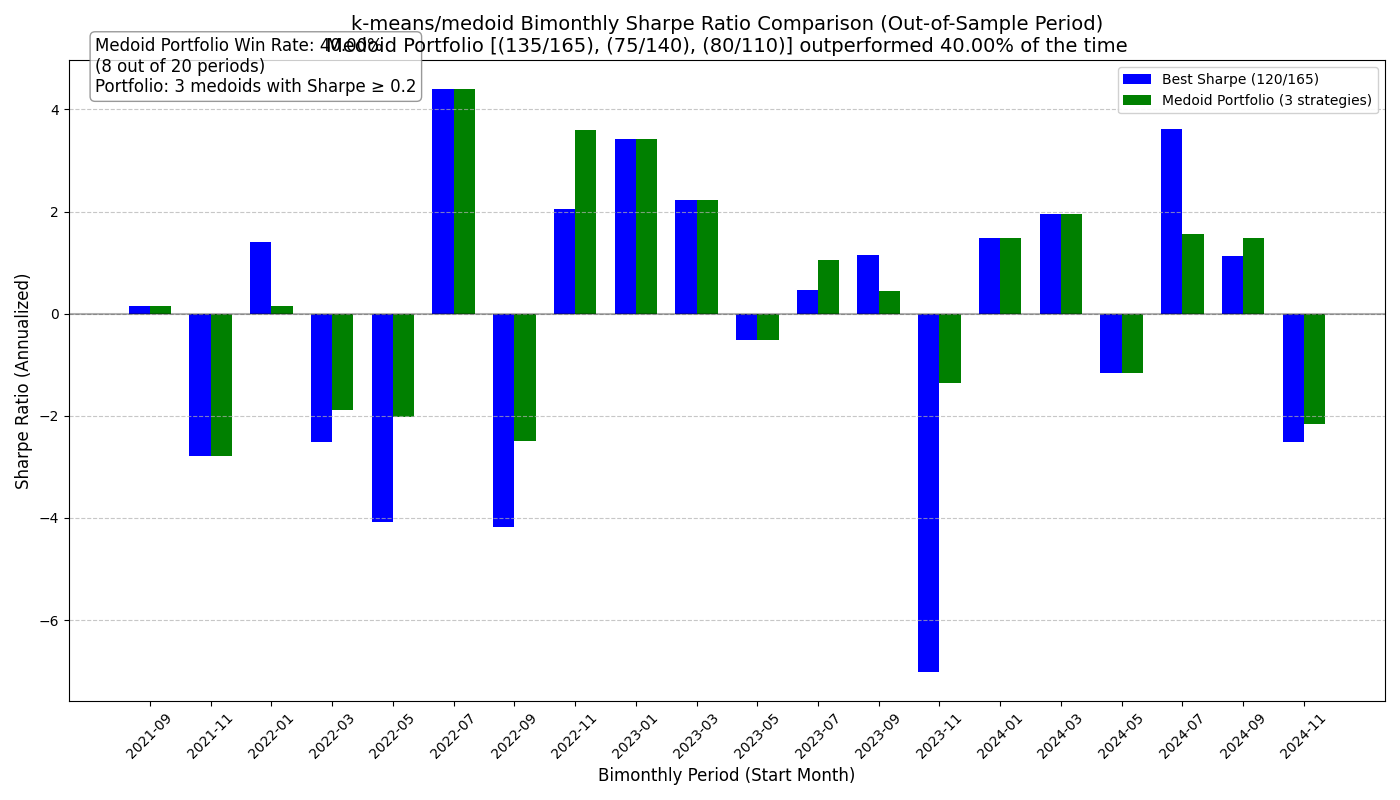 k-means/medoid Bimonthly Sharpe Ratio Comparison (Out-of-Sample Period)
Medoid Portfolio [(135/165), (75/140), (80/110)] outperformed 40.00% of the time
Medoid Portfolio Win Rate: 40.00%
(8 out of 20 periods)
Portfolio: 3 medoids with Sharpe ≥ 0.2
Best Sharpe (120/165)
Medoid Portfolio (3 strategies)
Sharpe Ratio (Annualized)
4
2
0
−2
−4
−6
2021-09
2021-11
2022-01
2022-03
2022-05
2022-07
2022-09
2022-11
2023-01
2023-03
2023-05
2023-07
2023-09
2023-11
2024-01
2024-03
2024-05
2024-07
2024-09
2024-11
Bimonthly Period (Start Month)